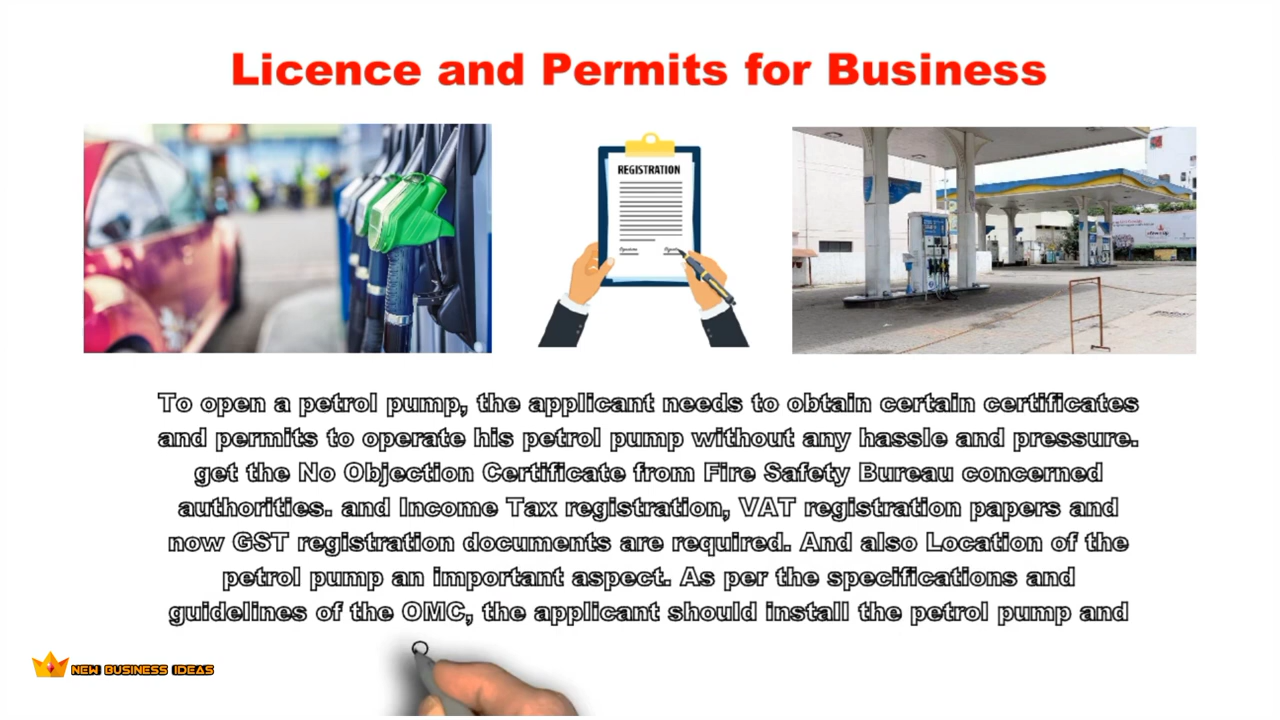 Licence and Permits for Business
REGISTRATION
To open a petrol pump, the applicant needs to obtain certain certificates
and permits to operate his petrol pump without any hassle and pressure.
get the No Objection Certificate from Fire Safety Bureau concerned
authorities. and Income Tax registration, VAT registration papers and
now GST registration documents are required. And also Location of the
petrol pump an important aspect. As per the specifications and
guidelines of the OMC, the applicant should install the petrol pump and
NEW BUSINESS IDEAS